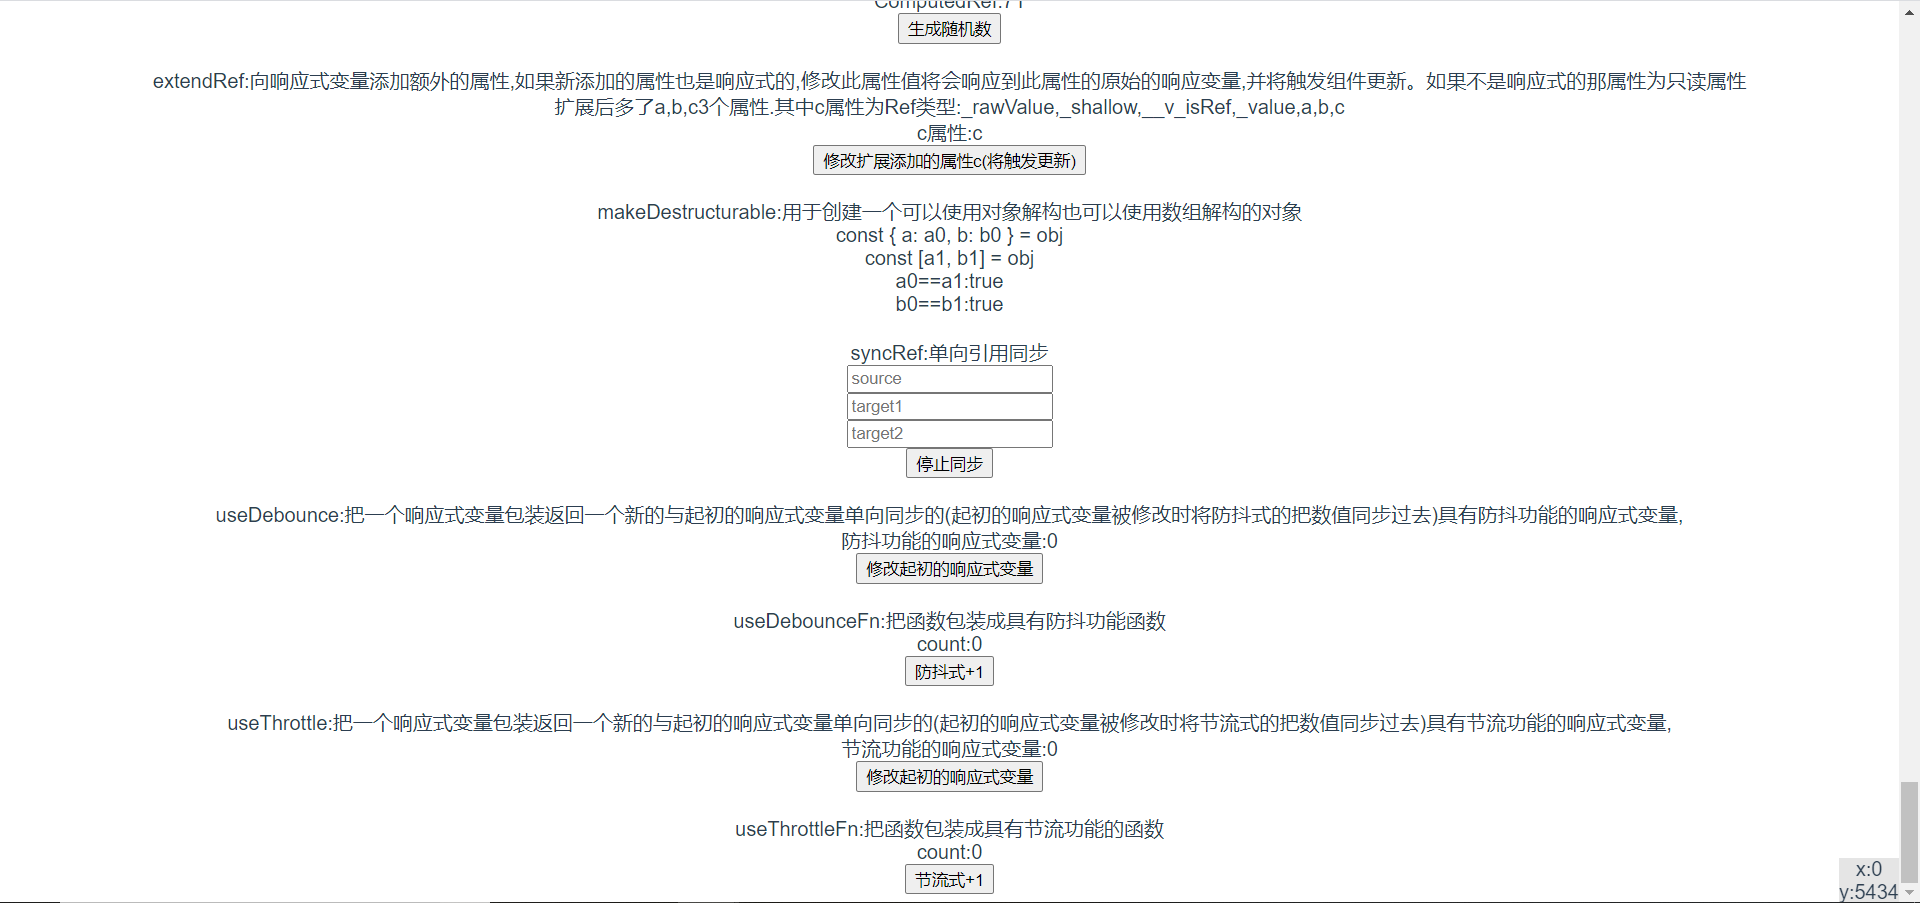 ComputedRef:71
生成随机数
extendRef:向响应式变量添加额外的属性,如果新添加的属性也是响应式的,修改此属性值将会响应到此属性的原始的响应变量,并将触发组件更新。如果不是响应式的那属性为只读属性
扩展后多了a,b,c3个属性.其中c属性为Ref类型:_rawValue,_shallow,__v_isRef,_value,a,b,c
c属性:c
修改扩展添加的属性c(将触发更新)
makeDestructurable:用于创建一个可以使用对象解构也可以使用数组解构的对象
const { a: a0, b: b0 } = obj
const [a1, b1] = obj
a0==a1:true
b0==b1:true
syncRef:单向引用同步
source
target1
target2
停止同步
useDebounce:把一个响应式变量包装返回一个新的与起初的响应式变量单向同步的(起初的响应式变量被修改时将防抖式的把数值同步过去)具有防抖功能的响应式变量,
防抖功能的响应式变量:0
修改起初的响应式变量
useDebounceFn:把函数包装成具有防抖功能函数
count:0
防抖式+1
useThrottle:把一个响应式变量包装返回一个新的与起初的响应式变量单向同步的(起初的响应式变量被修改时将节流式的把数值同步过去)具有节流功能的响应式变量,
节流功能的响应式变量:0
修改起初的响应式变量
useThrottleFn:把函数包装成具有节流功能的函数
count:0
节流式+1
x:0
y:5434